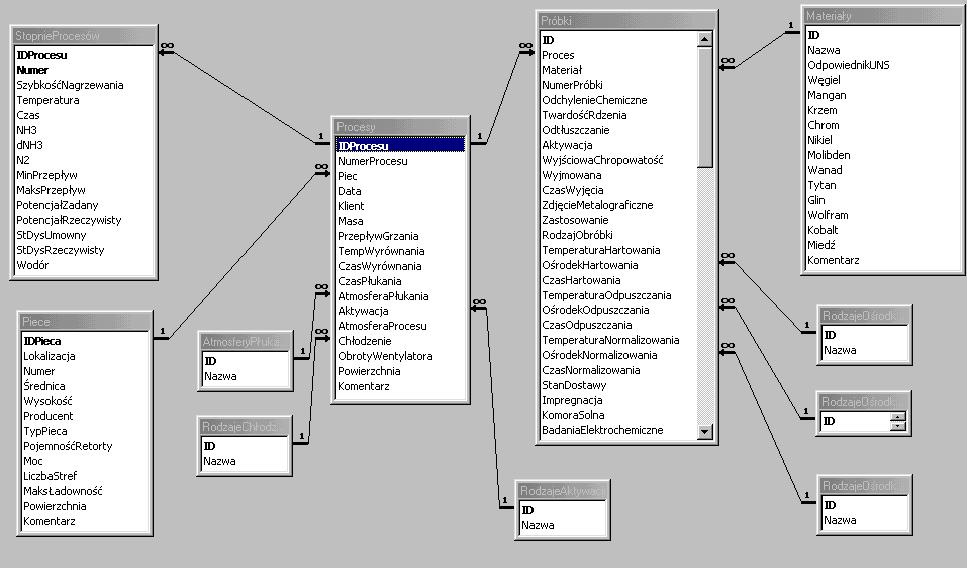 StopnieProcesów
IDProcesu
Numer
SzybkośćNagrzewania
Temperatura
Czas
NH3
dNH3
N2
MinPrzepływ
MaksPrzepływ
PotencjałZadany
PotencjałRzeczywisty
StDysUmowny
StDysRzeczywisty
Wodór
Piece
IDPieca
Lokalizacja
Numer
Średnica
Wysokość
Producent
TypPieca
PojemnośćRetorty
Moc
LiczbaStref
MaksŁadowność
Powierzchnia
Komentarz
AtmosferyPłuka
ID
Nazwa
RodzajeChłodz...
ID
Nazwa
Procesy
IDProcesu
NumerProcesu
Piec
Data
Klient
Masa
PrzepływGrzania
TempWyrównania
CzasWyrównania
CzasPłukania
AtmosferaPłukania
Aktywacja
AtmosferaProcesu
Chłodzenie
ObrotyWentylatora
Powierzchnia
Komentarz
RodzajeAktywac
ID
Nazwa
Próbki
ID
Proces
Materiał
NumerPróbki
OdchylenieChemiczne
TwardośćRdzenia
Odtłuszczanie
Aktywacja
WyjściowaChropowatość
Wyjmowana
CzasWyjęcia
ZdjęcieMetalograficzne
Zastosowanie
RodzajObróbki
TemperaturaHartowania
OśrodekHartowania
CzasHartowania
TemperaturaOdpuszczania
OśrodekOdpuszczania
CzasOdpuszczania
TemperaturaNormalizowania
OśrodekNormalizowania
CzasNormalizowania
StanDostawy
Impregnacja
KomoraSolna
BadaniaElektrochemiczne
Materiały
ID
Nazwa
OdpowiednikUNS
Węgiel
Mangan
Krzem
Chrom
Nikiel
Molibden
Wanad
Tytan
Glin
Wolfram
Kobalt
Miedź
Komentarz
RodzajeOśrodk...
ID
Nazwa
RodzajeOśrodk...
ID
RodzajeOśrodk...
ID
Nazwa
1
∞
1
∞
1
∞
1
∞
1
∞
1
∞
1
∞
1
∞
1
∞
1
∞